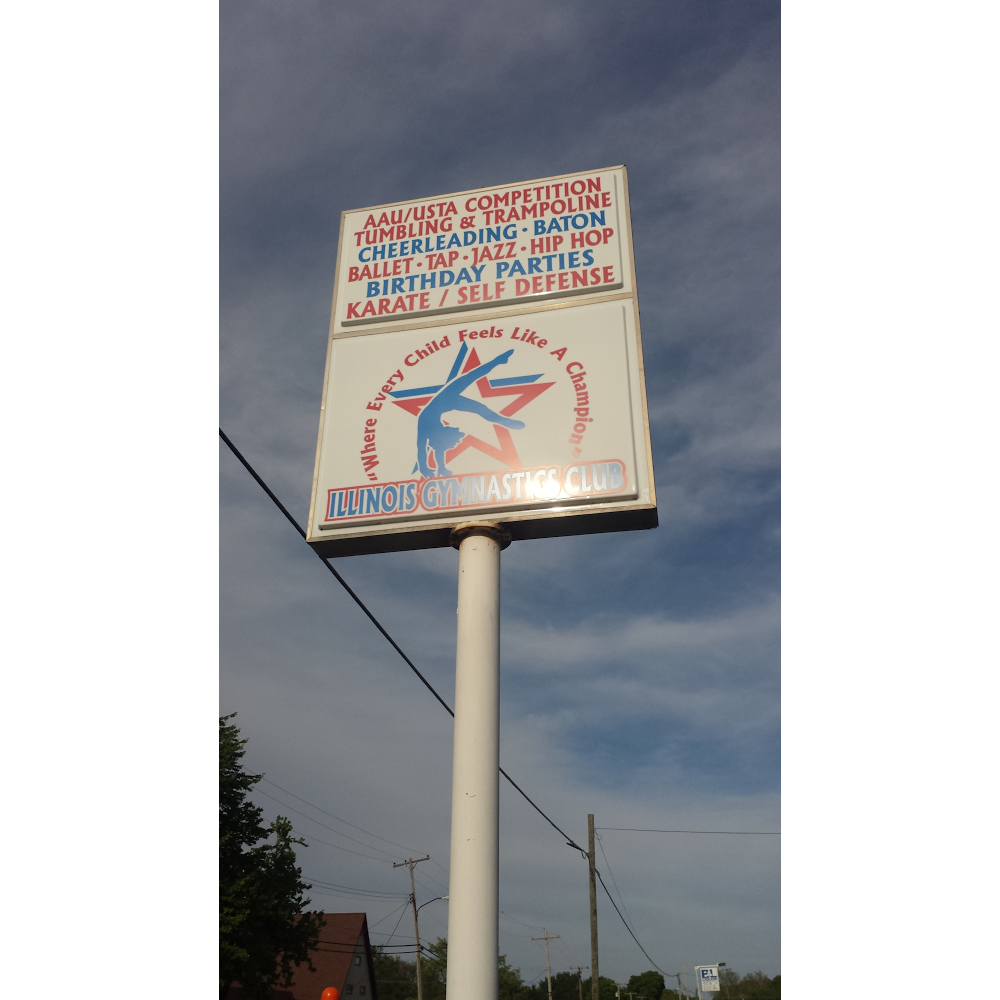 AAU/USTA COMPETITION
TUMBLING & TRAMPOLINE
CHEERLEADING · BATON
BALLET · TAP · JAZZ · HIP HOP
BIRTHDAY PARTIES
KARATE / SELF DEFENSE
"Where Every Child Feels Like A Champion"
ILLINOIS GYMNASTICS CLUB